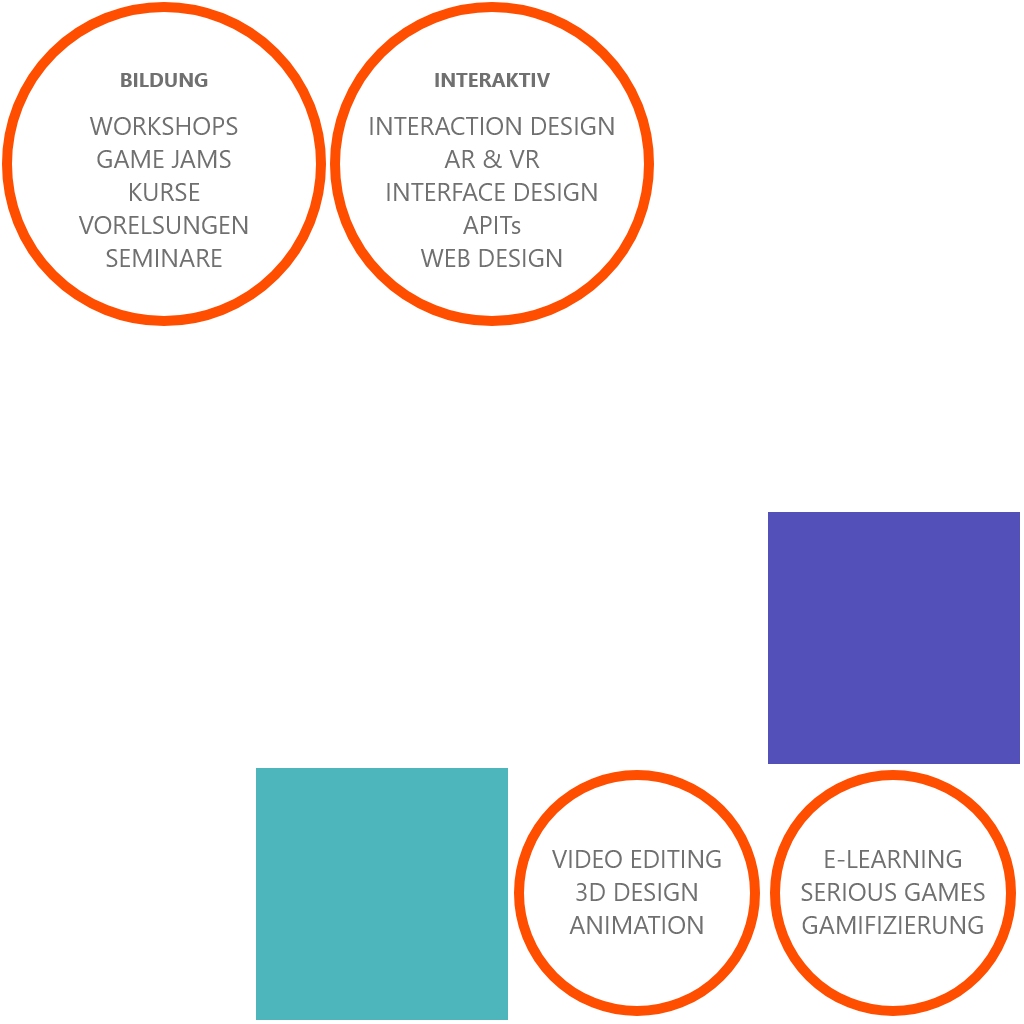 BILDUNG
WORKSHOPS
GAME JAMS
KURSE
VORELSUNGEN
SEMINARE
INTERAKTIV
INTERACTION DESIGN
AR & VR
INTERFACE DESIGN
APITs
WEB DESIGN
VIDEO EDITING
3D DESIGN
ANIMATION
E-LEARNING
SERIOUS GAMES
GAMIFIZIERUNG